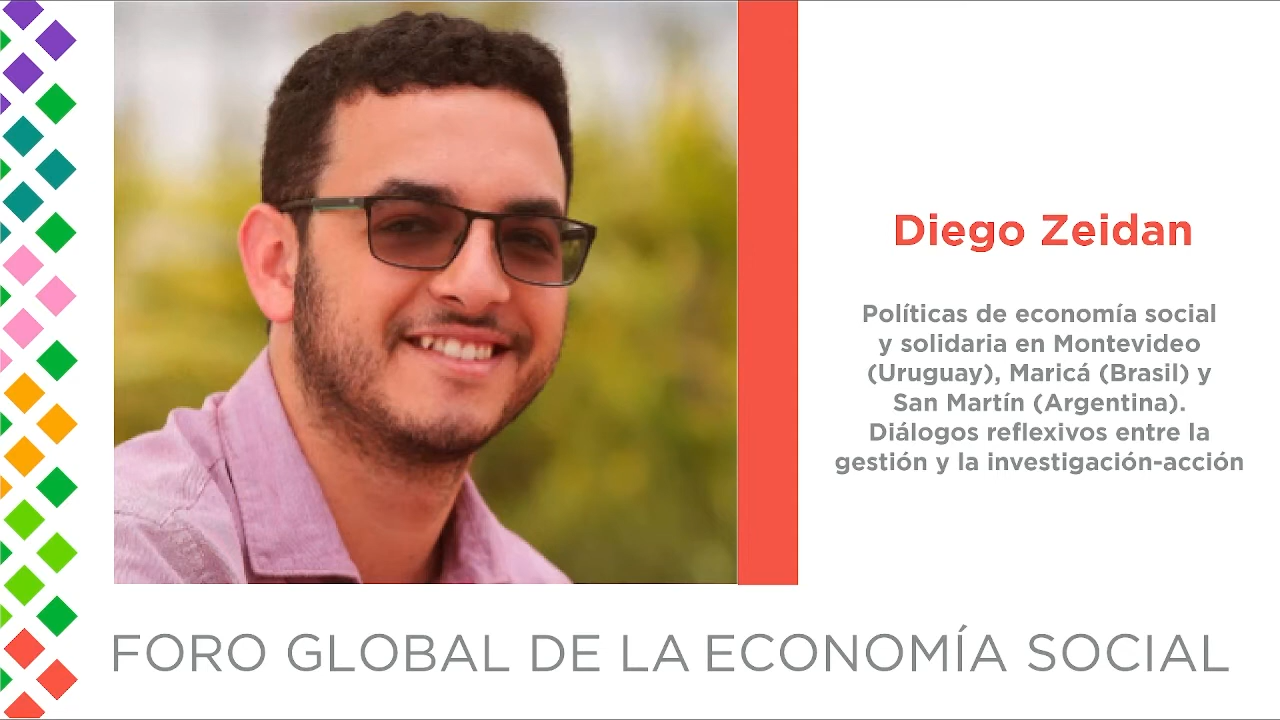 Diego Zeidan
Políticas de economía social
y solidaria en Montevideo
(Uruguay), Maricá (Brasil) y
San Martín (Argentina).
Diálogos reflexivos entre la
gestión y la investigación-acción
FORO GLOBAL DE LA ECONOMÍA SOCIAL